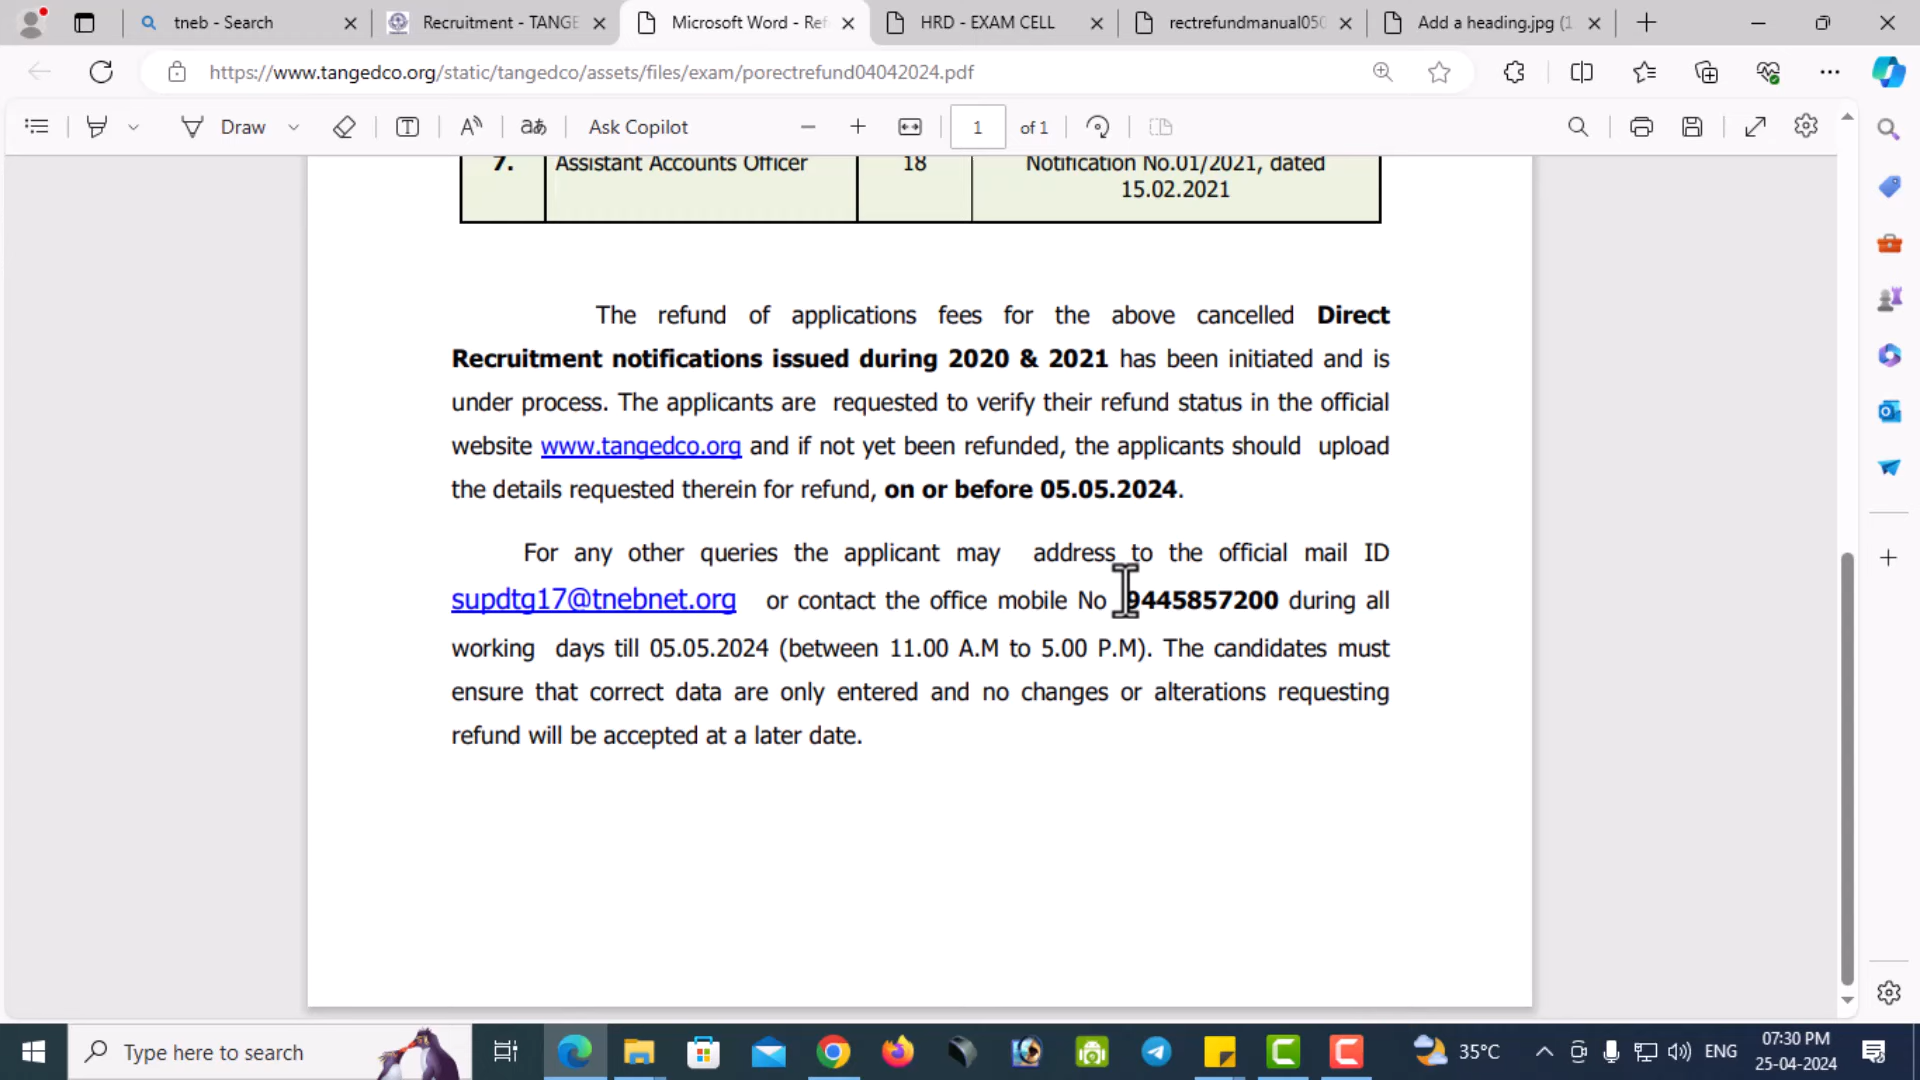 tneb - Search
Recruitment - TANGE
Microsoft Word - Ref
HRD - EXAM CELL
rectrefundmanual050
Add a heading.jpg (1
https://www.tangedco.org/static/tangedco/assets/files/exam/porectrefund04042024.pdf
Draw
Ask Copilot
1
of 1
7. Assistant Accounts Officer 18 Notification No.01/2021, dated
15.02.2021
The refund of applications fees for the above cancelled Direct
Recruitment notifications issued during 2020 & 2021 has been initiated and is
under process. The applicants are requested to verify their refund status in the official
website www.tangedco.org and if not yet been refunded, the applicants should upload
the details requested therein for refund, on or before 05.05.2024.
For any other queries the applicant may address to the official mail ID
supdtg17@tnebnet.org or contact the office mobile No 9445857200 during all
working days till 05.05.2024 (between 11.00 A.M to 5.00 P.M). The candidates must
ensure that correct data are only entered and no changes or alterations requesting
refund will be accepted at a later date.
Type here to search
35°C
ENG
07:30 PM
25-04-2024